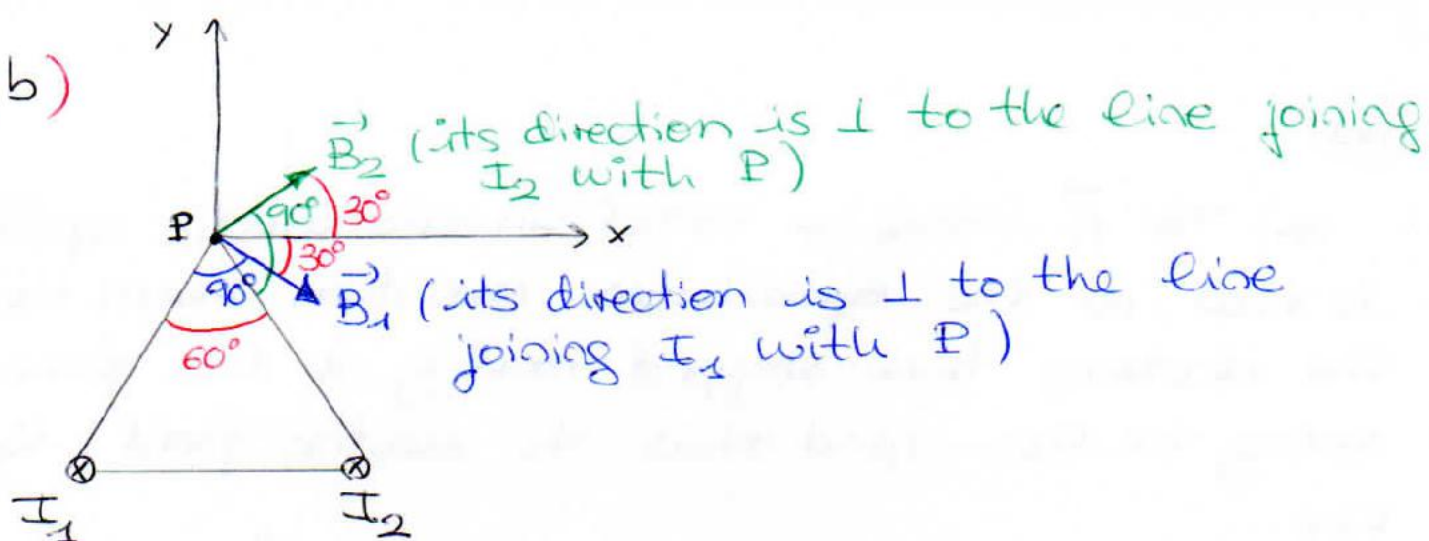 y
b)
B₂ (its direction is ⊥ to the line joining
I₂ with P)
90° 30°
P
x
30°
90°
B₁ (its direction is ⊥ to the line
joining I₁ with P)
60°
I₁
I₂